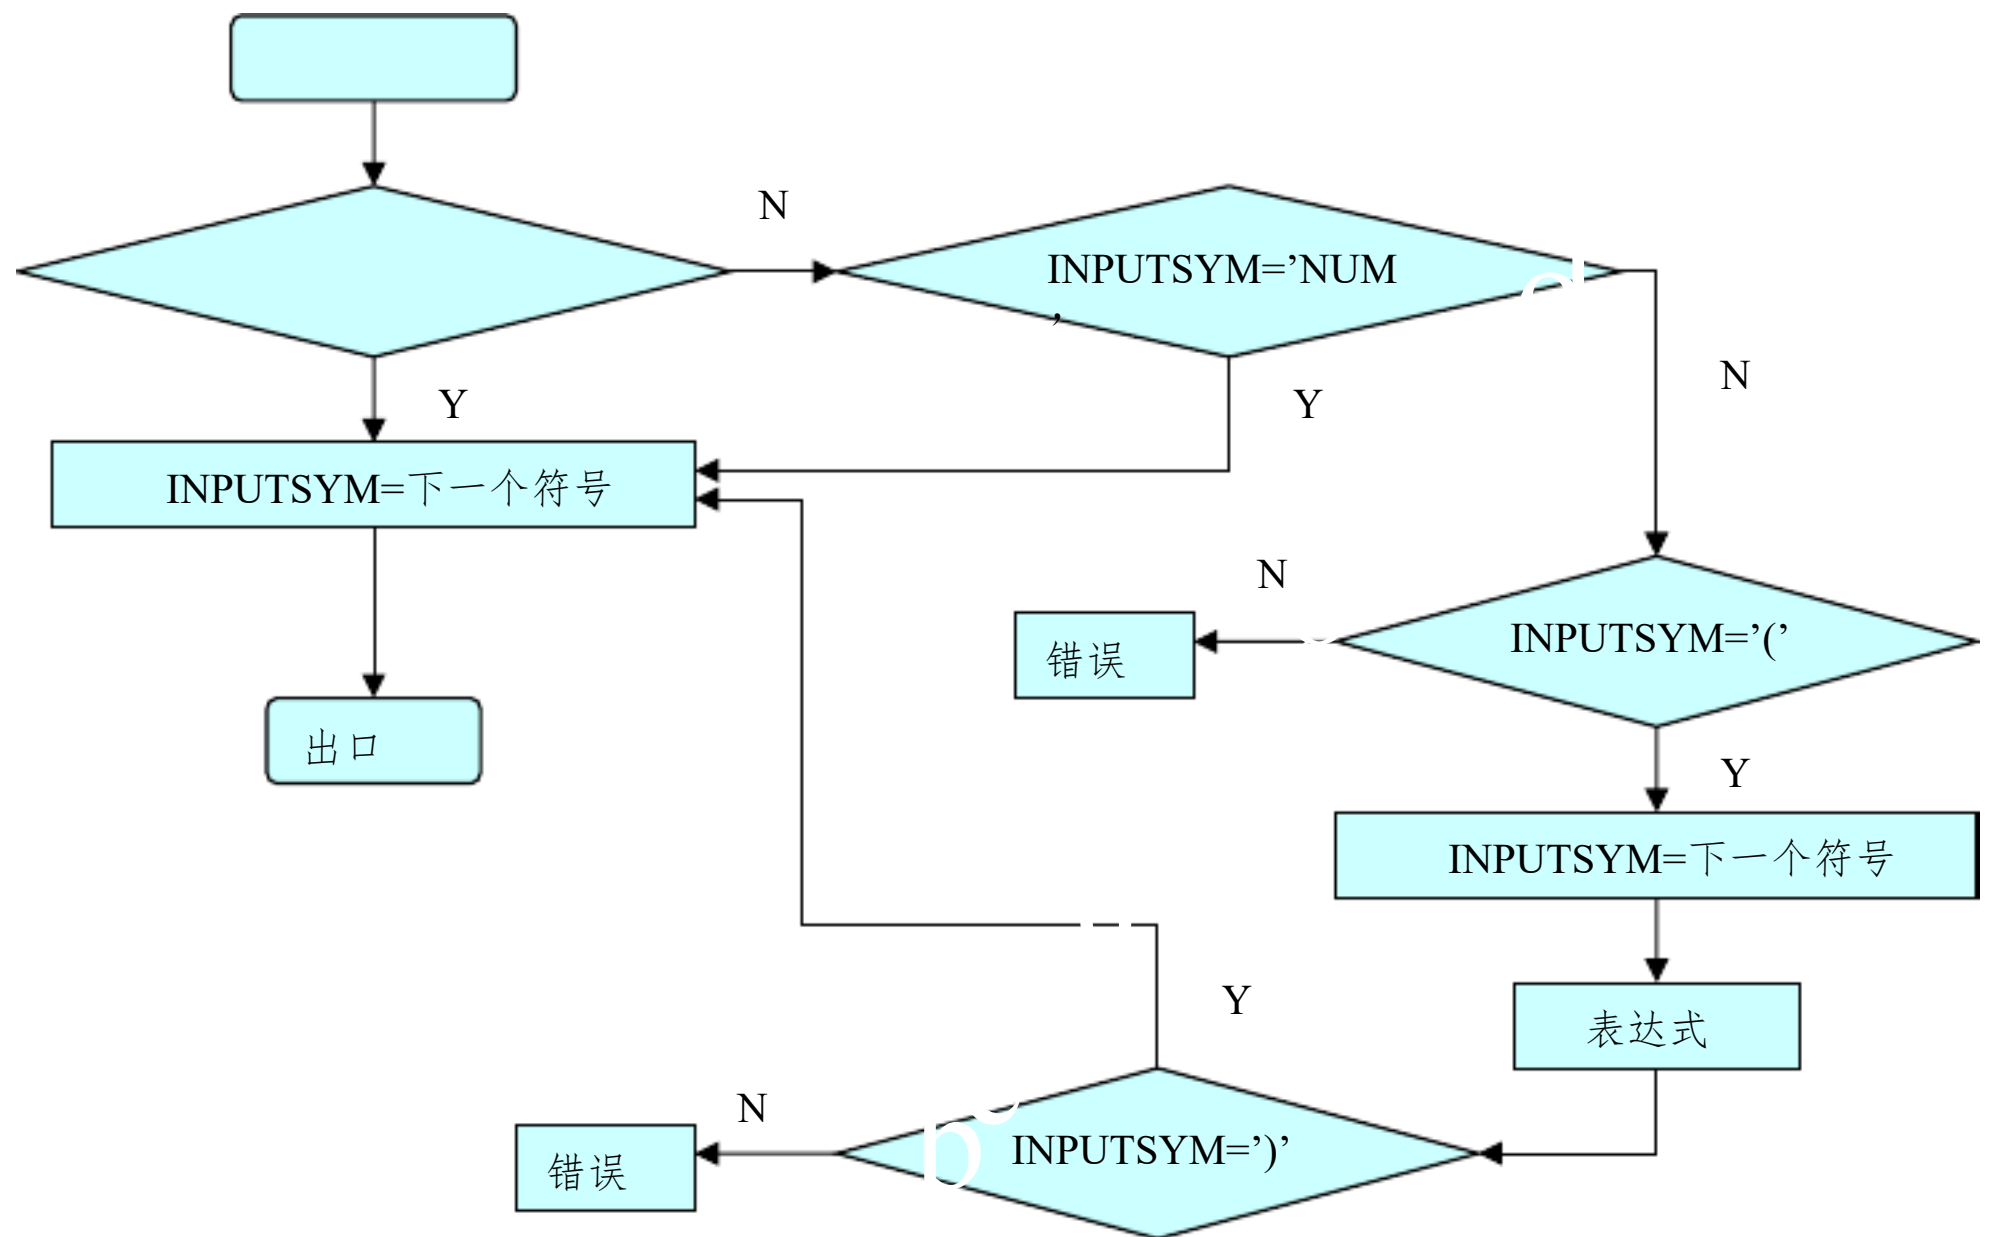 N
INPUTSYM=’NUM
’
N
Y
Y
INPUTSYM=下一个符号
N
INPUTSYM=’(’
错误
出口
Y
INPUTSYM=下一个符号
Y
表达式
N
INPUTSYM=’)’
错误